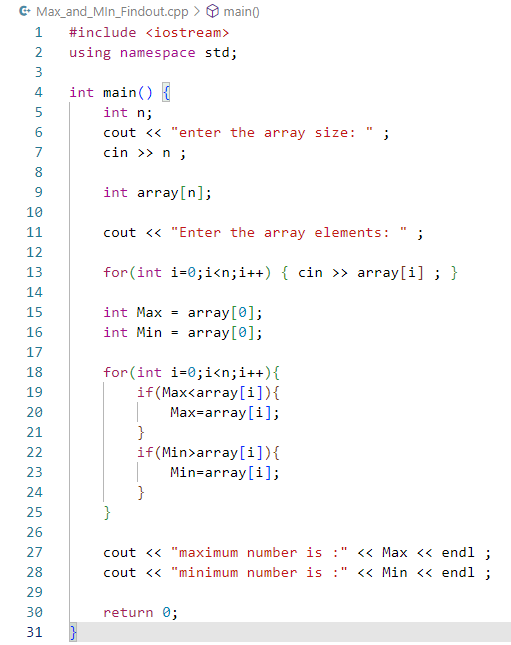 Max_and_MIn_Findout.cpp > main()
1 #include <iostream>
2 using namespace std;
3
4 int main() {
5     int n;
6     cout << "enter the array size: " ;
7     cin >> n ;
8
9     int array[n];
10
11     cout << "Enter the array elements: " ;
12
13     for(int i=0;i<n;i++) { cin >> array[i] ; }
14
15     int Max = array[0];
16     int Min = array[0];
17
18     for(int i=0;i<n;i++){
19         if(Max<array[i]){
20             Max=array[i];
21         }
22         if(Min>array[i]){
23             Min=array[i];
24         }
25     }
26
27     cout << "maximum number is :" << Max << endl ;
28     cout << "minimum number is :" << Min << endl ;
29
30     return 0;
31 }